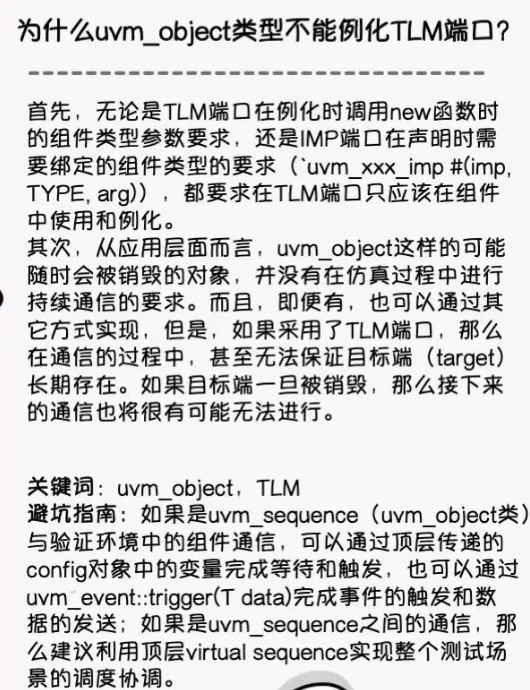 为什么uvm_object类型不能例化TLM端口?
首先，无论是TLM端口在例化时调用new函数时
的组件类型参数要求，还是IMP端口在声明时需
要绑定的组件类型的要求（`uvm_xxx_imp #(imp,
TYPE, arg)），都要求在TLM端口只应该在组件
中使用和例化。
其次，从应用层面而言，uvm_object这样的可能
随时会被销毁的对象，并没有在仿真过程中进行
持续通信的要求。而且，即便有，也可以通过其
它方式实现，但是，如果采用了TLM端口，那么
在通信的过程中，甚至无法保证目标端（target）
长期存在。如果目标端一旦被销毁，那么接下来
的通信也将很有可能无法进行。
关键词：uvm_object，TLM
避坑指南：如果是uvm_sequence（uvm_object类）
与验证环境中的组件通信，可以通过顶层传递的
config对象中的变量完成等待和触发，也可以通过
uvm_event::trigger(T data)完成事件的触发和数
据的发送；如果是uvm_sequence之间的通信，那
么建议利用顶层virtual sequence实现整个测试场
景的调度协调。